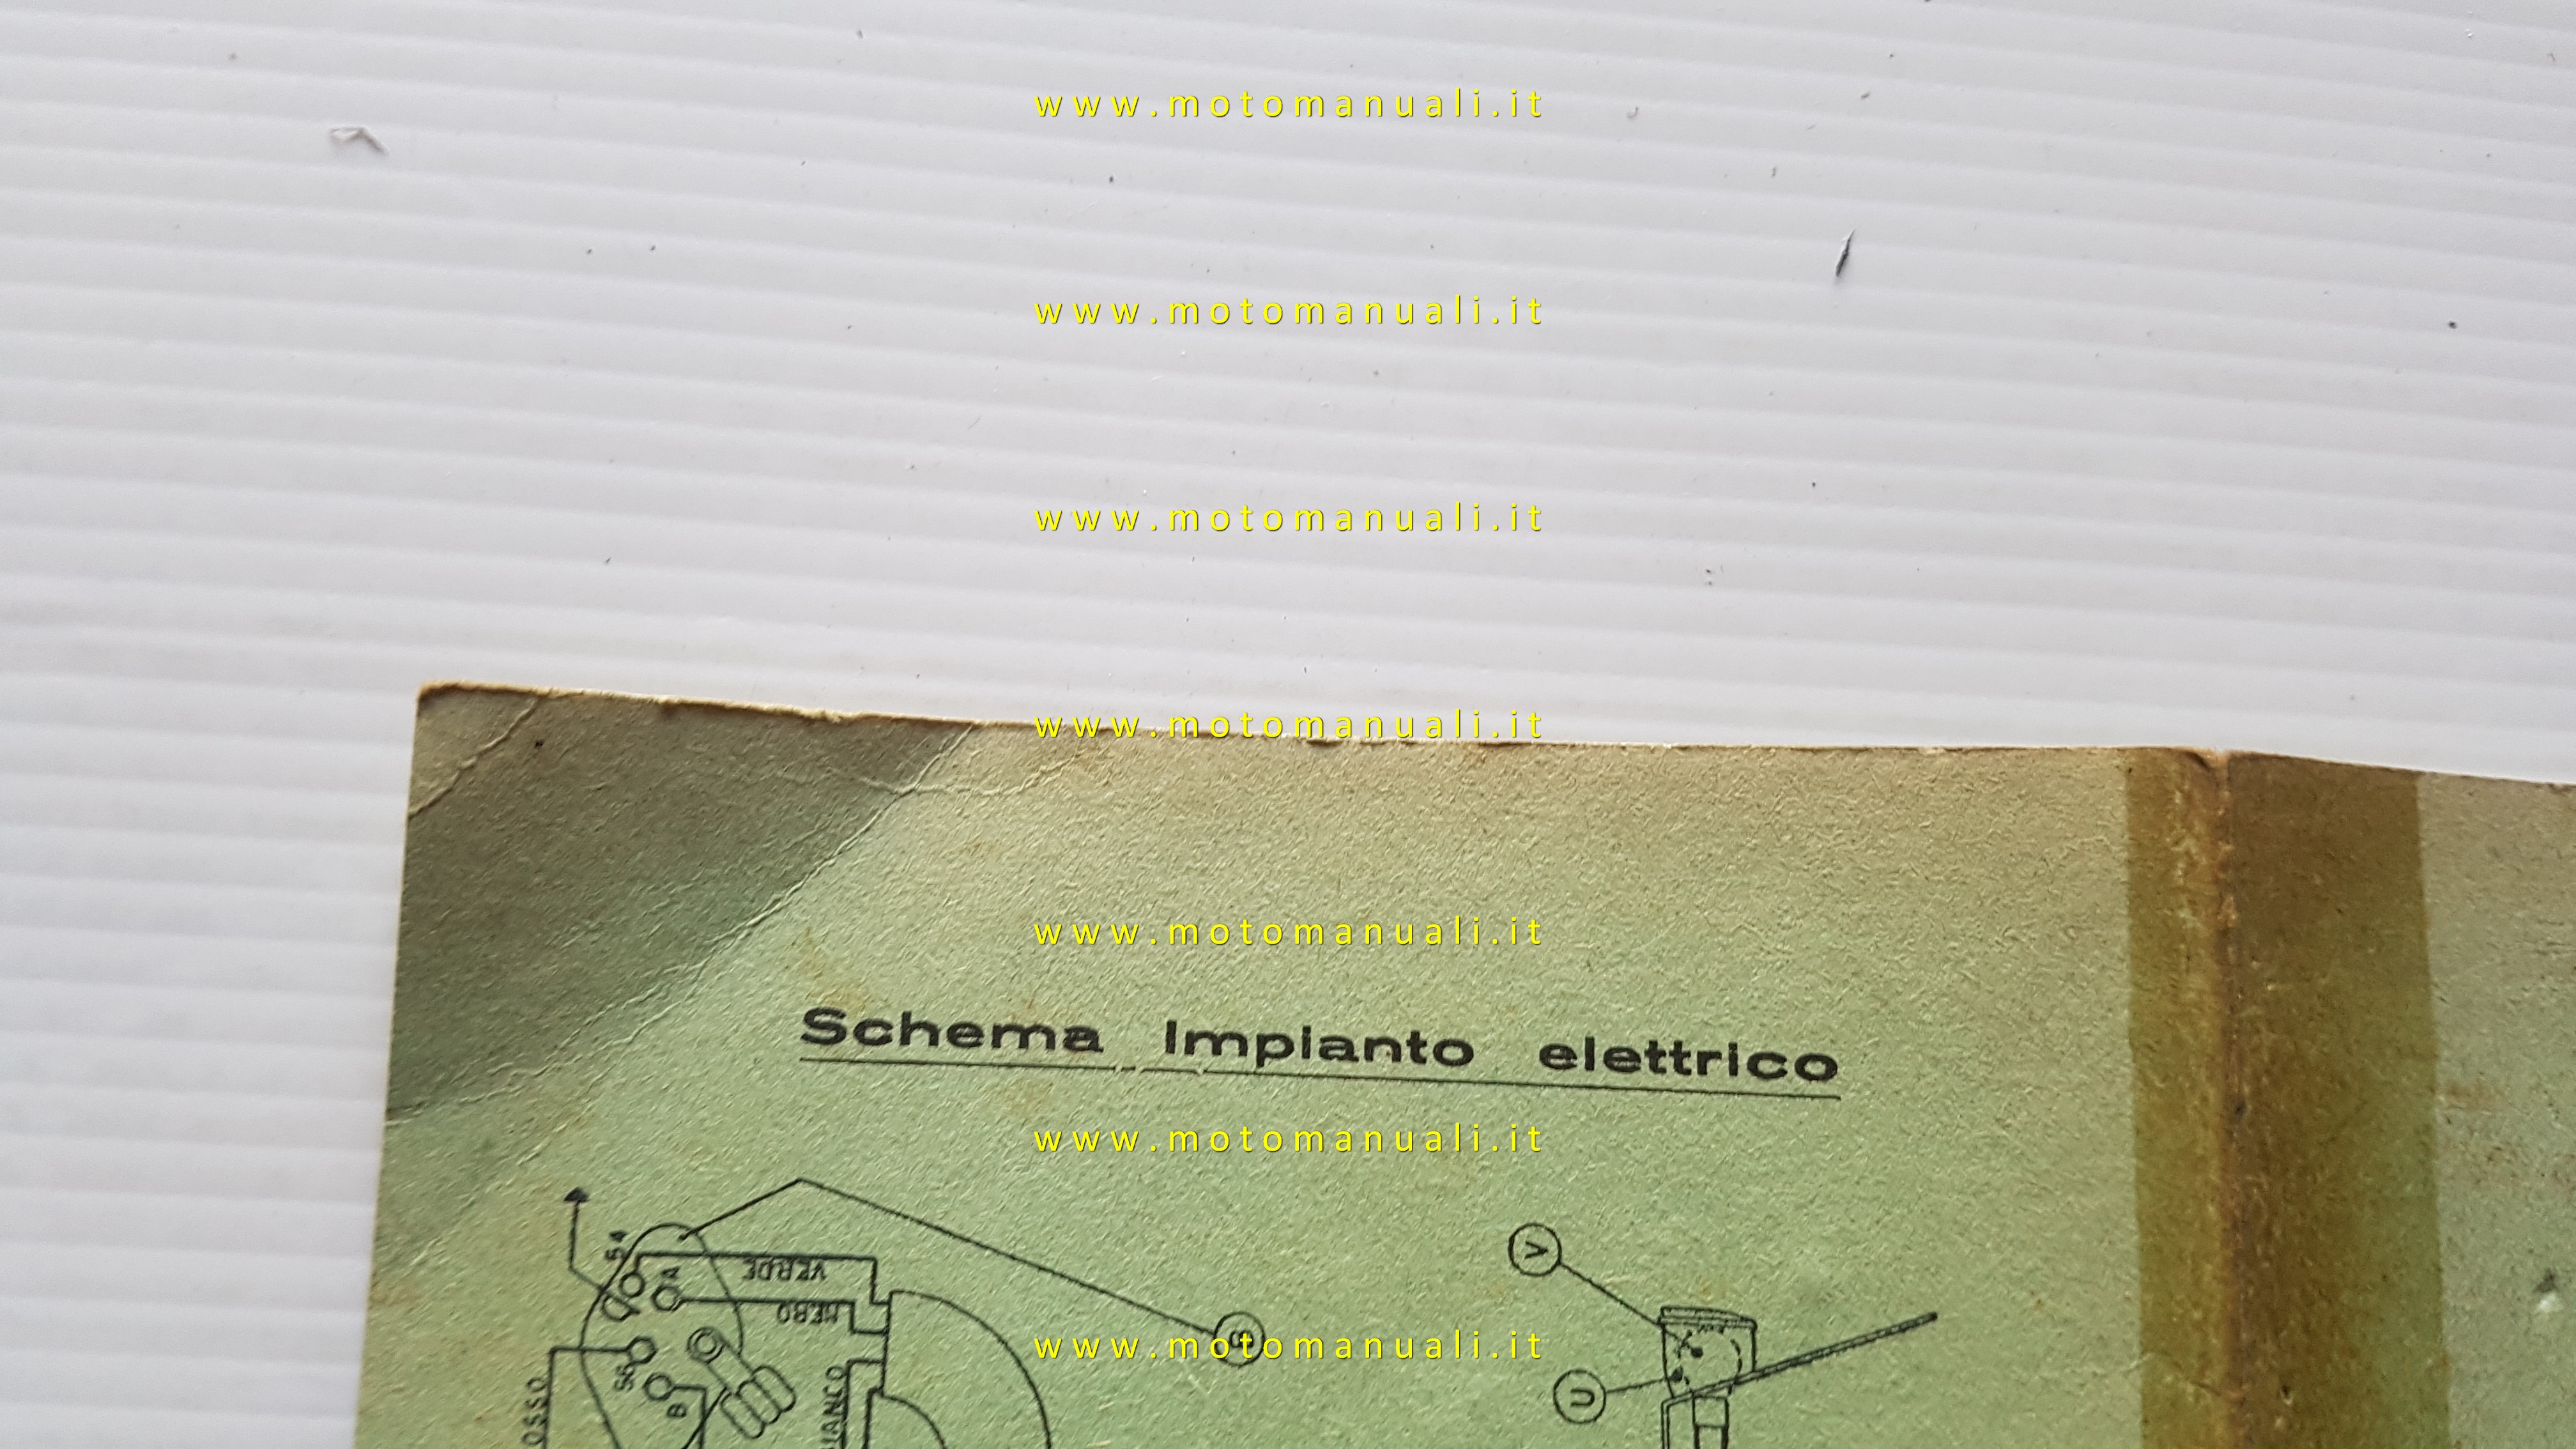 www.motomanuali.it
www.motomanuali.it
www.motomanuali.it
www.motomanuali.it
www.motomanuali.it
Schema Impianto elettrico
www.motomanuali.it
54
A
VERDE
NERO
V
www.motomanuali.it
56
B
U